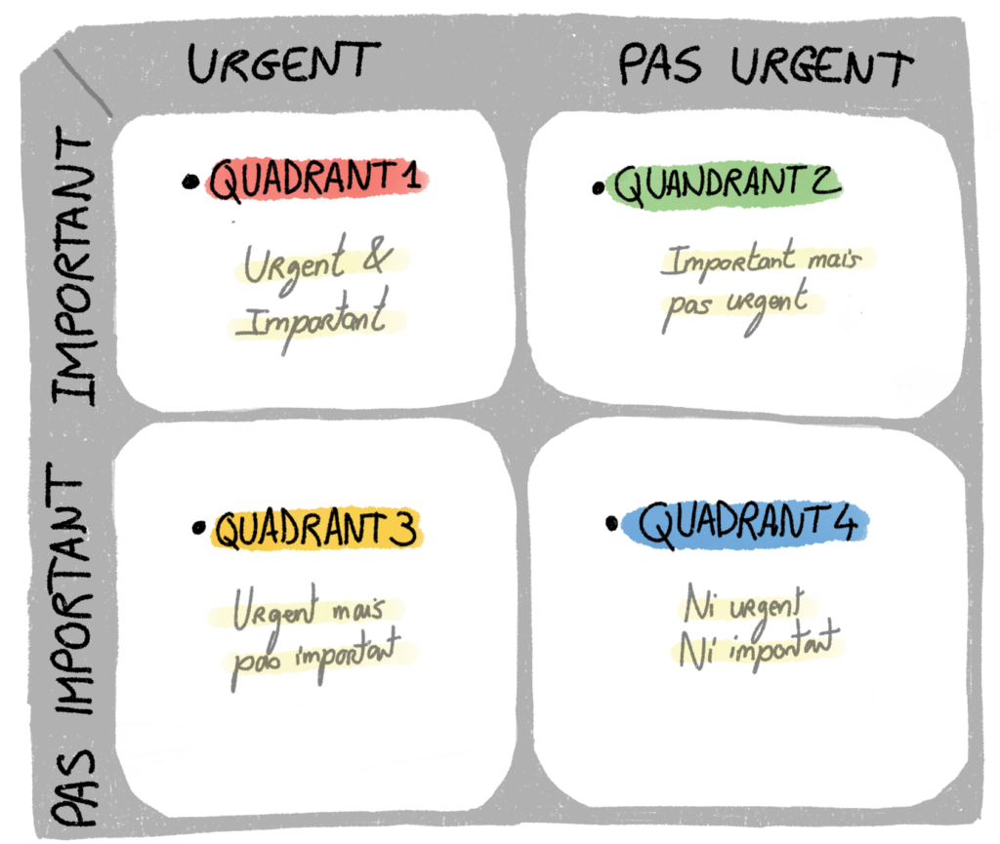 URGENT
PAS URGENT
IMPORTANT
• QUADRANT 1
Urgent &
Important
• QUANDRANT 2
Important mais
pas urgent
PAS IMPORTANT
• QUADRANT 3
Urgent mais
pas important
• QUADRANT 4
Ni urgent
Ni important